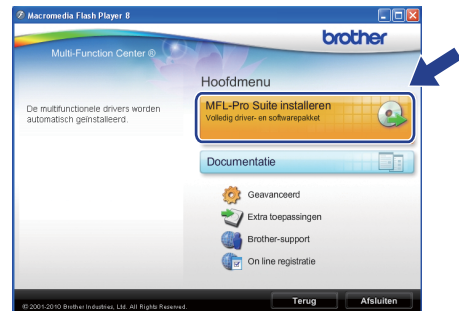 Macromedia Flash Player 8
brother
Multi-Function Center ®
Hoofdmenu
De multifunctionele drivers worden
automatisch geïnstalleerd.
MFL-Pro Suite installeren
Volledig driver- en softwarepakket
Documentatie
Geavanceerd
Extra toepassingen
Brother-support
On line registratie
© 2001-2010 Brother Industries, Ltd. All Rights Reserved.
Terug
Afsluiten